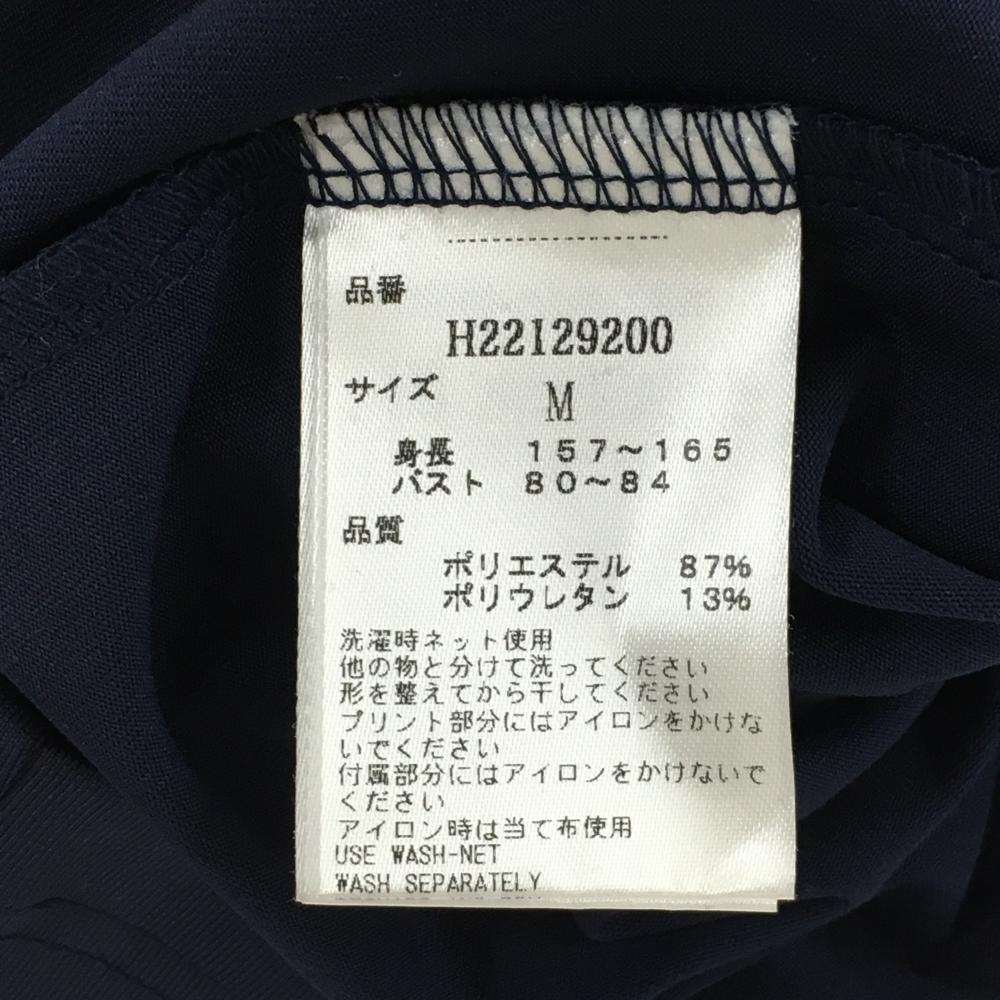 品番
H22129200
サイズ M
身長 157～165
バスト 80～84
品質
ポリエステル 87%
ポリウレタン 13%
洗濯時ネット使用
他の物と分けて洗ってください
形を整えてから干してください
プリント部分にはアイロンをかけな
いでください
付属部分にはアイロンをかけないで
ください
アイロン時は当て布使用
USE WASH-NET
WASH SEPARATELY